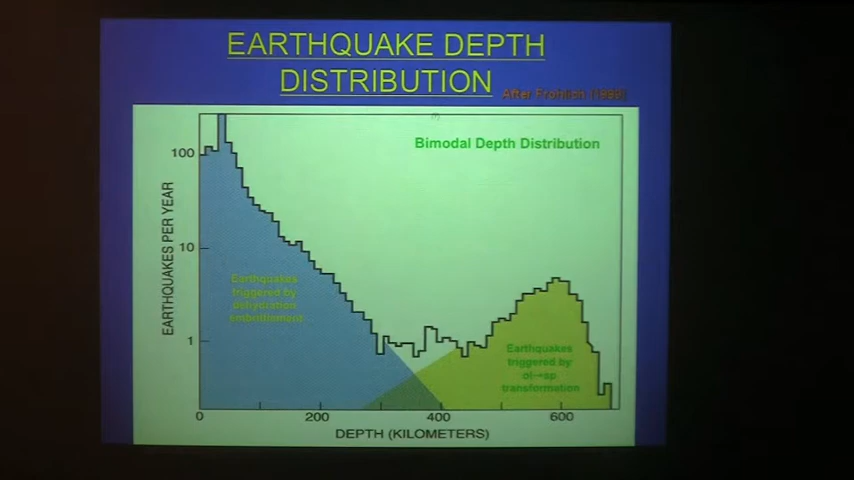 EARTHQUAKE DEPTH
DISTRIBUTION
After Frohlich (1989)
Bimodal Depth Distribution
EARTHQUAKES PER YEAR
100
10
1
Earthquakes
triggered by
dehydration
embrittlement
Earthquakes
triggered by
ol→sp
transformation
0
200
400
600
DEPTH (KILOMETERS)